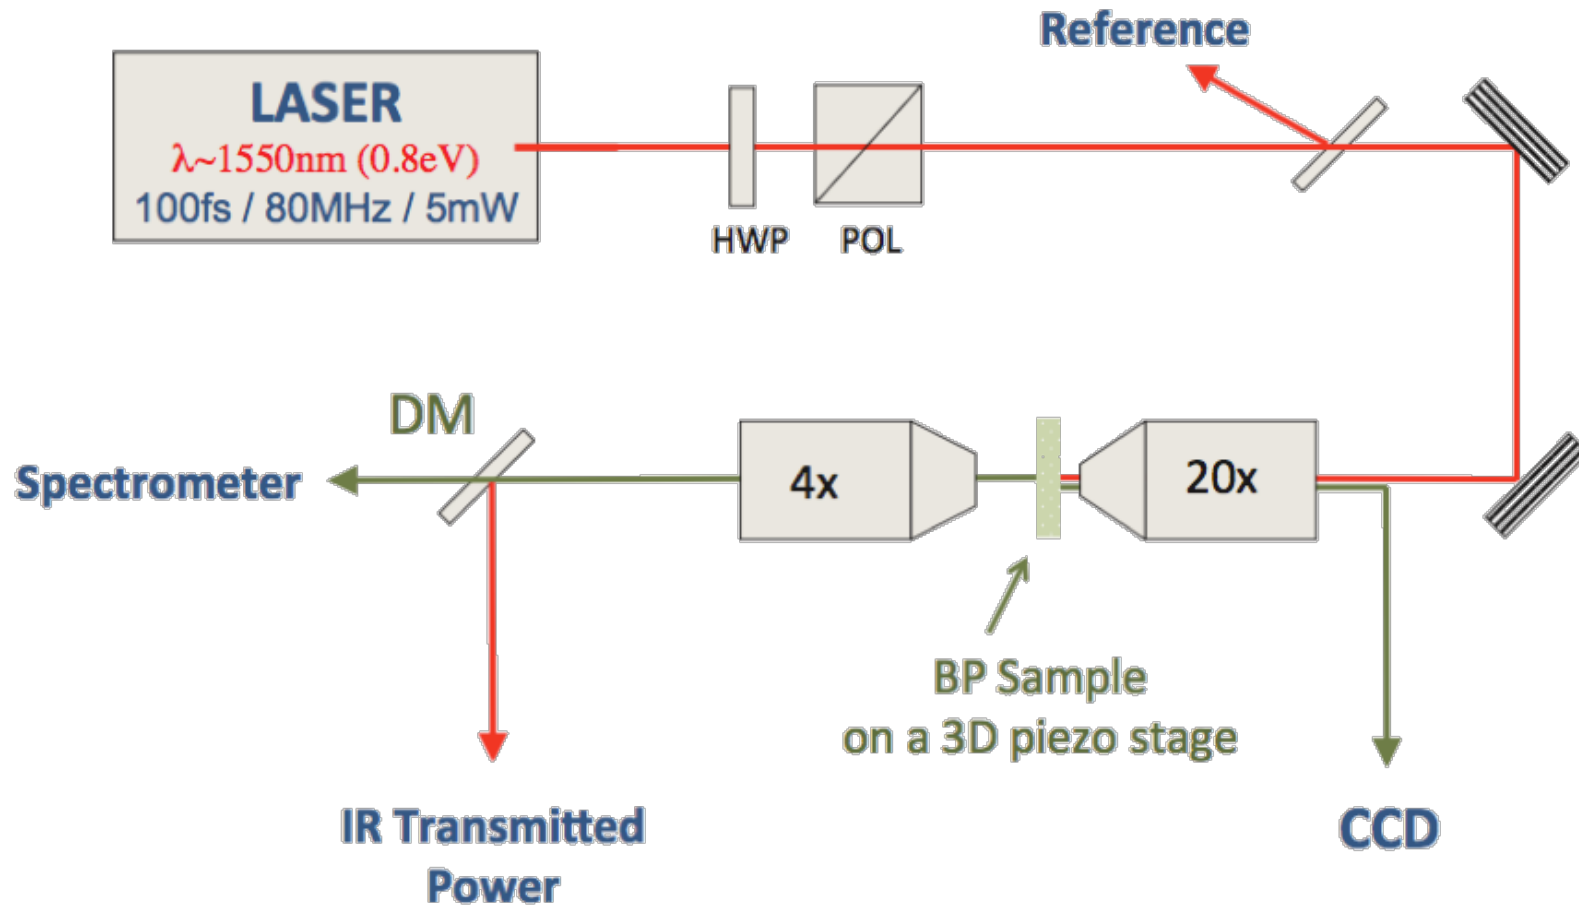 Reference
LASER
λ~1550nm (0.8eV)
100fs / 80MHz / 5mW
HWP
POL
DM
Spectrometer
4x
20x
BP Sample
on a 3D piezo stage
IR Transmitted
Power
CCD